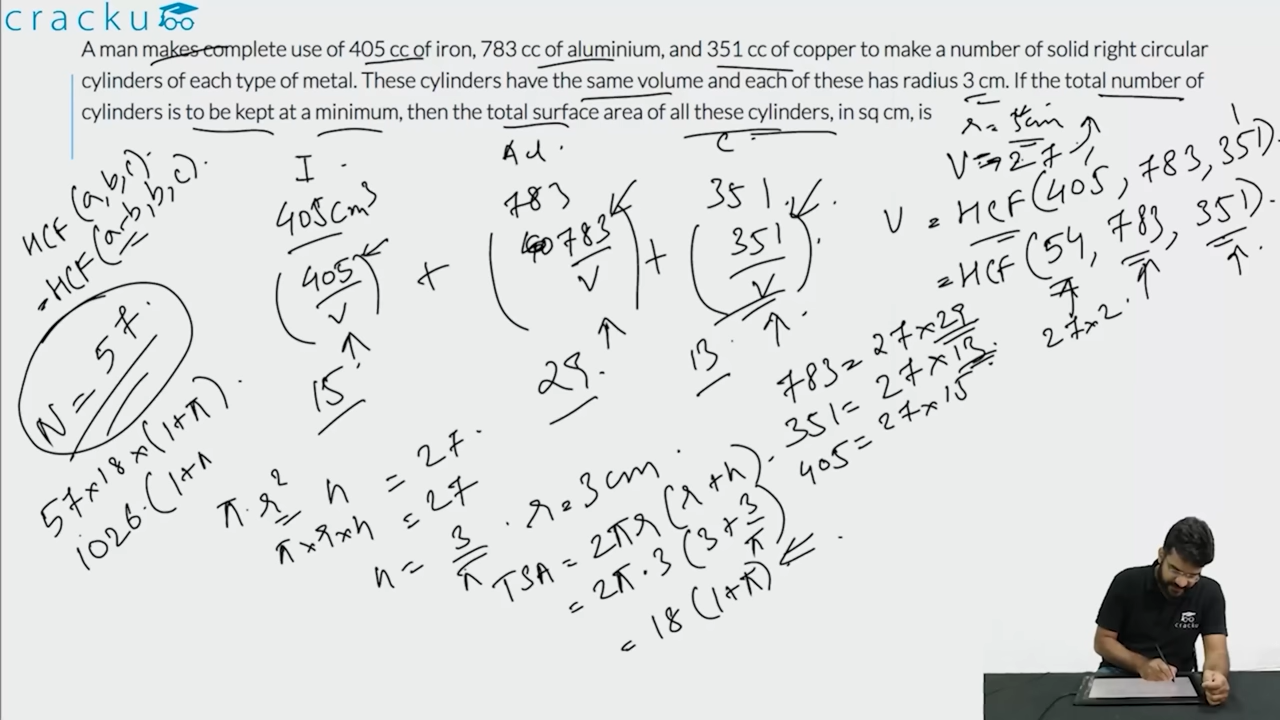 cracku
A man makes complete use of 405 cc of iron, 783 cc of aluminium, and 351 cc of copper to make a number of solid right circular
cylinders of each type of metal. These cylinders have the same volume and each of these has radius 3 cm. If the total number of
cylinders is to be kept at a minimum, then the total surface area of all these cylinders, in sq cm, is
HCF (a, b, c).
= HCF (a-b, b, c).
N = 57.
57×18×(1+π)
1026.(1+π
I.
405cm³
(405/V)
15
+
Al.
783
(783/V)
29.
+
C
351.
(351/V)
13.
V = 27
V = HCF (405, 783, 351).
= HCF (54, 783, 351).
27×2.
783 = 27×29
351 = 27×13.
405 = 27×15
π.r² h = 27.
h = 3/π . r = 3cm.
TSA = 2πr (r+h).
= 2π.3 (3+3/π)
= 18 (1+π)
cracku